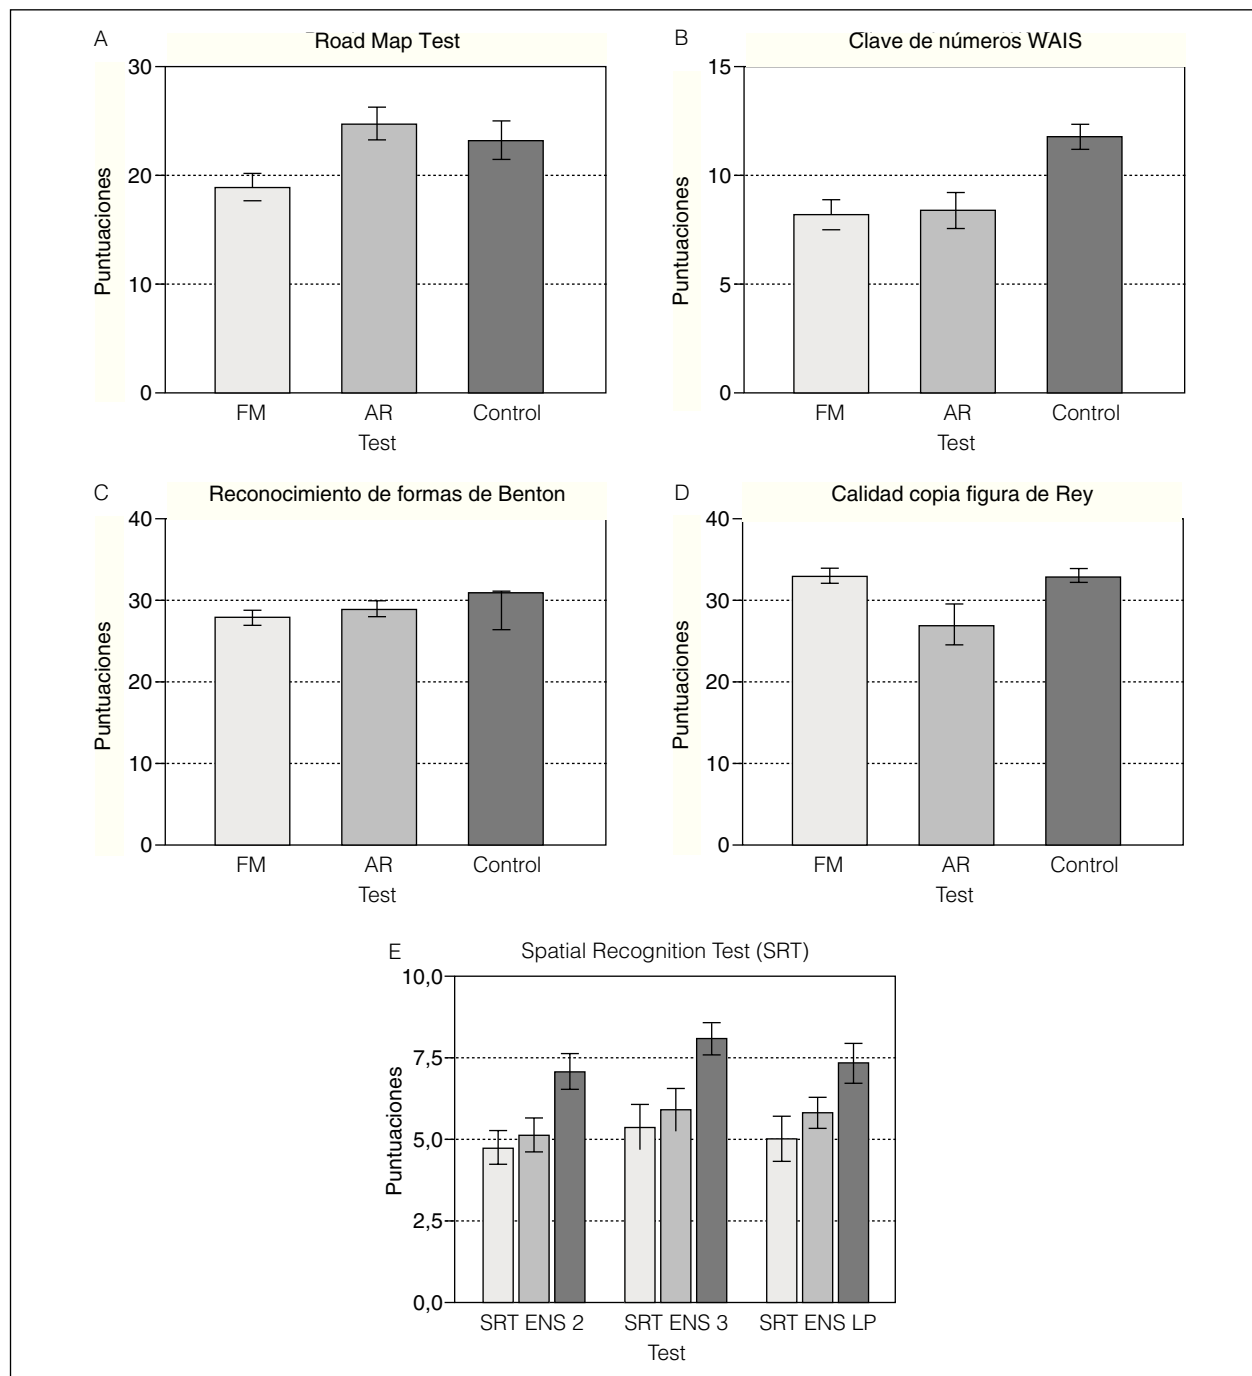 A
Road Map Test
30
20
10
0
Puntuaciones
FM AR Control
Test
B
Clave de números WAIS
15
10
5
0
Puntuaciones
FM AR Control
Test
C
Reconocimiento de formas de Benton
40
30
20
10
0
Puntuaciones
FM AR Control
Test
D
Calidad copia figura de Rey
40
30
20
10
0
Puntuaciones
FM AR Control
Test
E
Spatial Recognition Test (SRT)
10,0
7,5
5,0
2,5
0,0
Puntuaciones
SRT ENS 2 SRT ENS 3 SRT ENS LP
Test